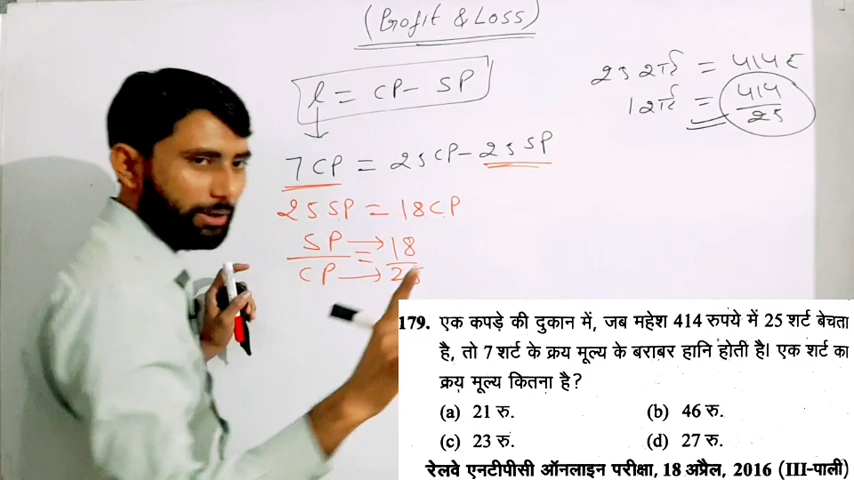 (Profit & Loss)
l = CP - SP
7CP = 25CP - 25SP
25SP = 18CP
SP → 18
=
CP → 25
25 शर्ट = 414 ₹
1 शर्ट = 414
25
179. एक कपड़े की दुकान में, जब महेश 414 रुपये में 25 शर्ट बेचता
है, तो 7 शर्ट के क्रय मूल्य के बराबर हानि होती है। एक शर्ट का
क्रय मूल्य कितना है?
(a) 21 रु. (b) 46 रु.
(c) 23 रु. (d) 27 रु.
रेलवे एनटीपीसी ऑनलाइन परीक्षा, 18 अप्रैल, 2016 (III-पाली)